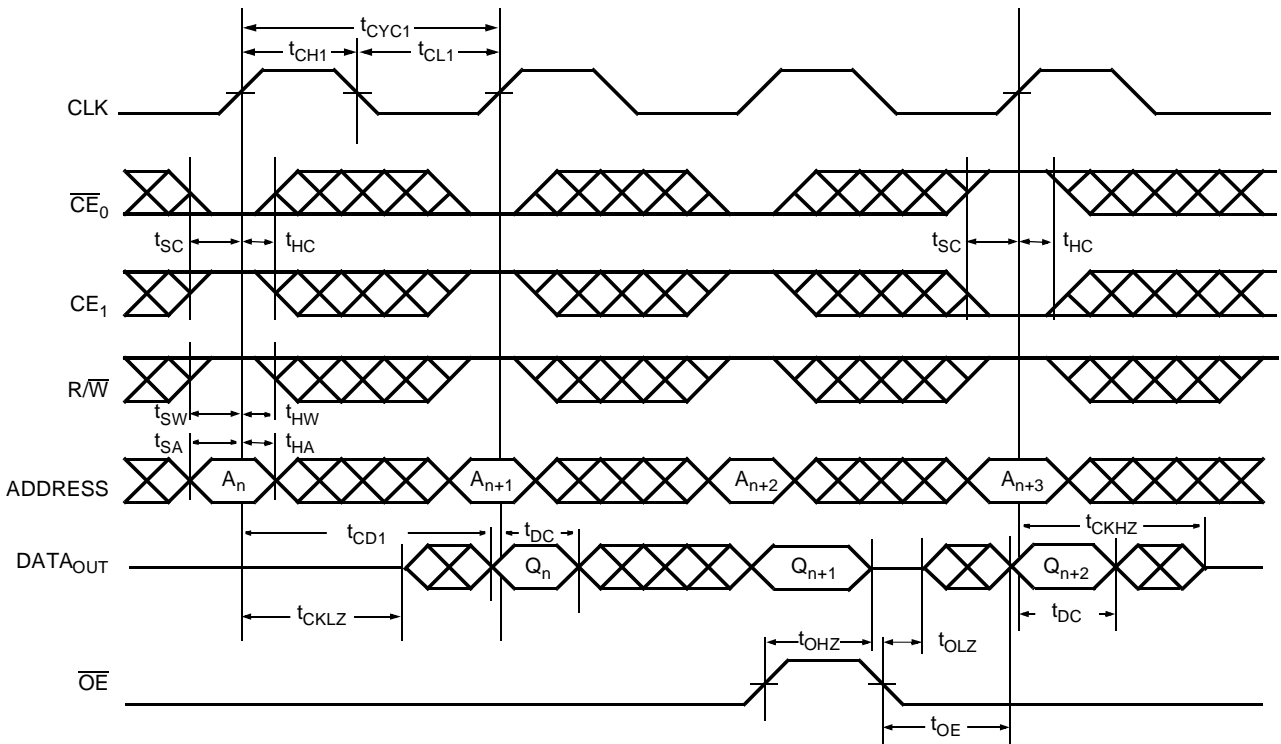 tCYC1
tCH1 tCL1
CLK
CE0
tSC tHC tSC tHC
CE1
R/W
tSW tHW
tSA tHA
ADDRESS An An+1 An+2 An+3
tCD1 tDC tCKHZ
DATAOUT Qn Qn+1 Qn+2
tCKLZ tDC
tOHZ tOLZ
OE
tOE